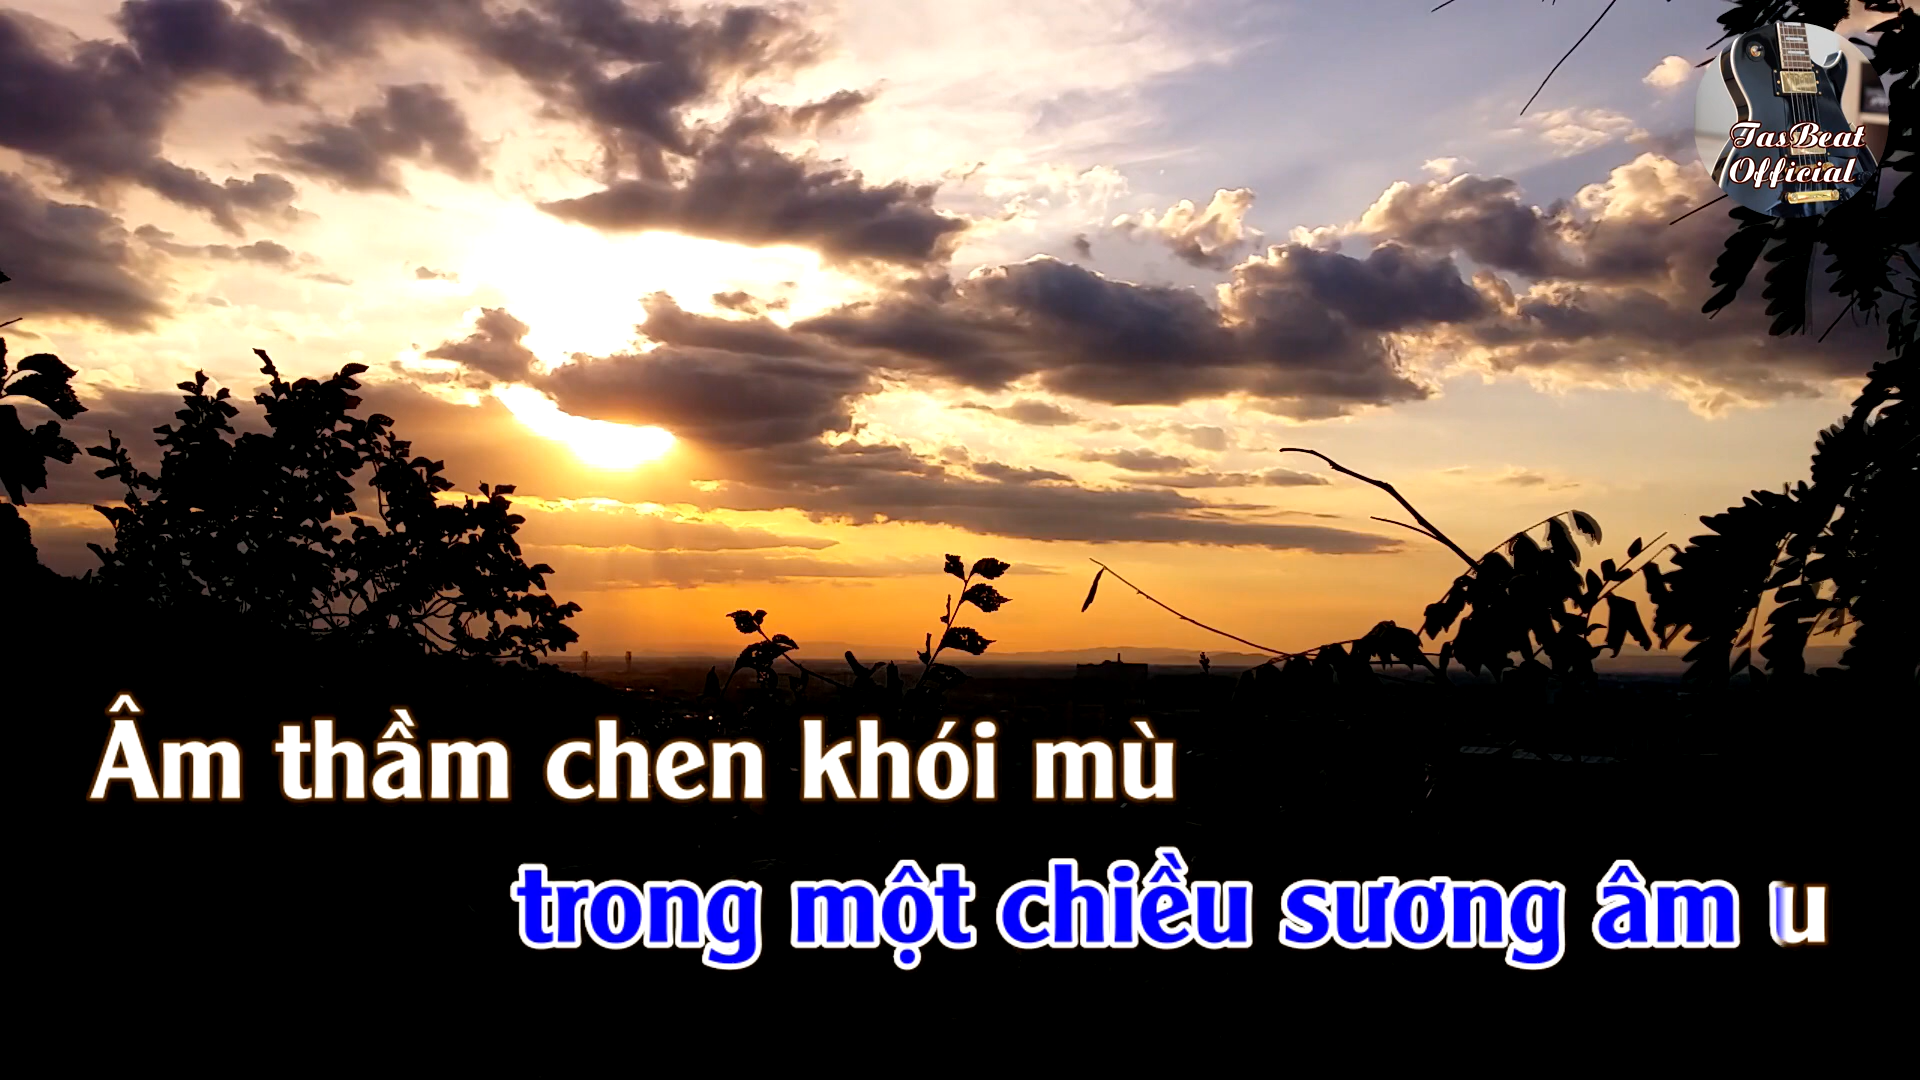 TasBeat
Official
Âm thầm chen khói mù
trong một chiều sương âm u